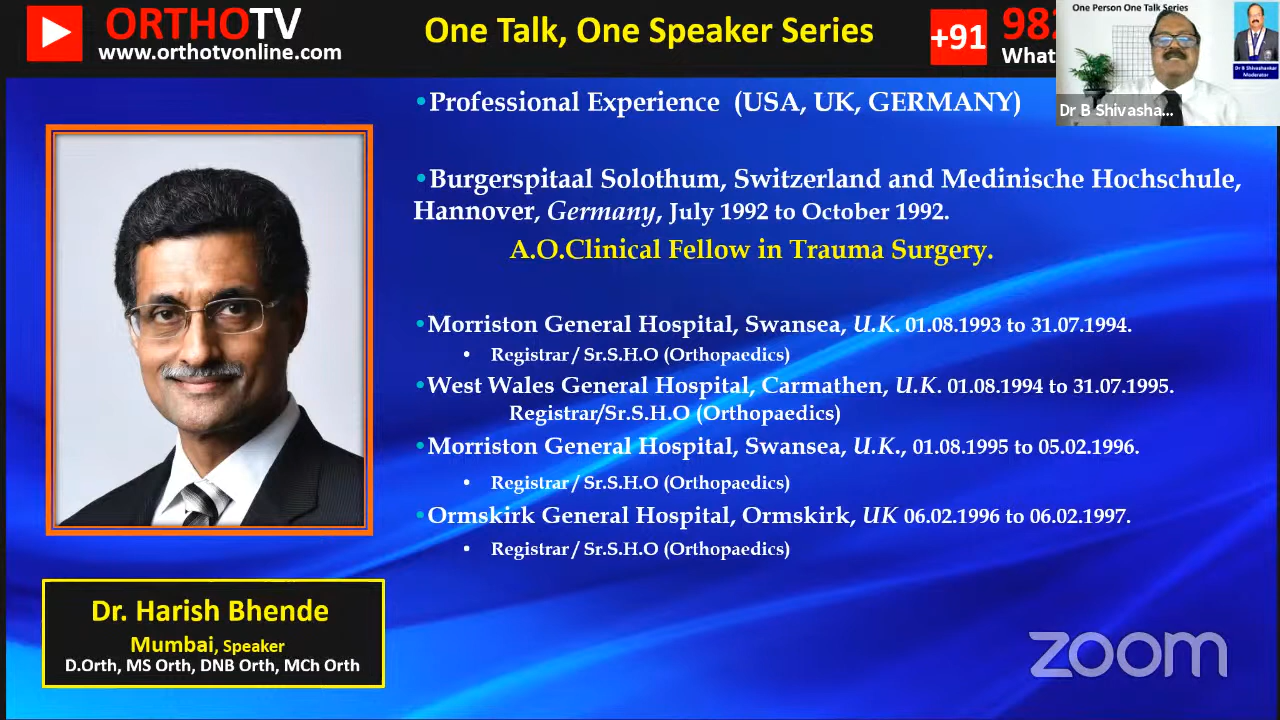 ORTHOTV
www.orthotvonline.com
One Talk, One Speaker Series
+91 982
What
One Person One Talk Series
Dr B Shivashankar
Moderator
Dr B Shivasha...
•Professional Experience (USA, UK, GERMANY)
•Burgerspitaal Solothum, Switzerland and Medinische Hochschule,
Hannover, Germany, July 1992 to October 1992.
A.O.Clinical Fellow in Trauma Surgery.
•Morriston General Hospital, Swansea, U.K. 01.08.1993 to 31.07.1994.
• Registrar / Sr.S.H.O (Orthopaedics)
•West Wales General Hospital, Carmathen, U.K. 01.08.1994 to 31.07.1995.
Registrar/Sr.S.H.O (Orthopaedics)
•Morriston General Hospital, Swansea, U.K., 01.08.1995 to 05.02.1996.
• Registrar / Sr.S.H.O (Orthopaedics)
•Ormskirk General Hospital, Ormskirk, UK 06.02.1996 to 06.02.1997.
• Registrar / Sr.S.H.O (Orthopaedics)
Dr. Harish Bhende
Mumbai, Speaker
D.Orth, MS Orth, DNB Orth, MCh Orth
zoom